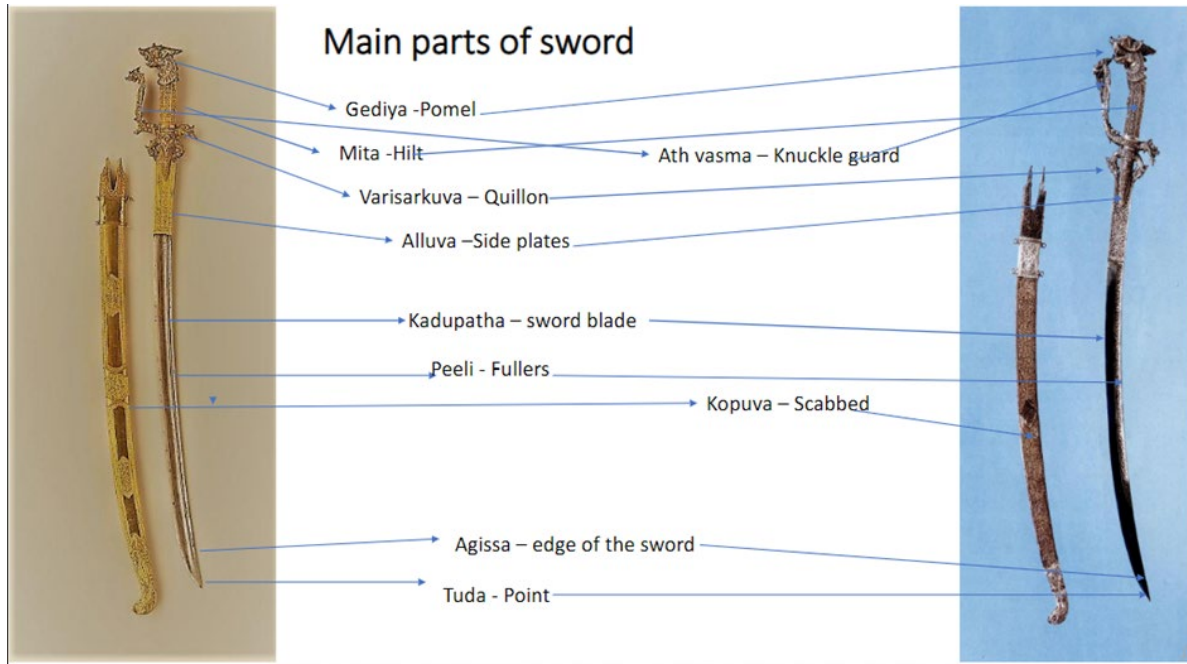 Main parts of sword
Gediya -Pomel
Mita -Hilt
Ath vasma – Knuckle guard
Varisarkuva – Quillon
Alluva –Side plates
Kadupatha – sword blade
Peeli - Fullers
Kopuva – Scabbed
Agissa – edge of the sword
Tuda - Point